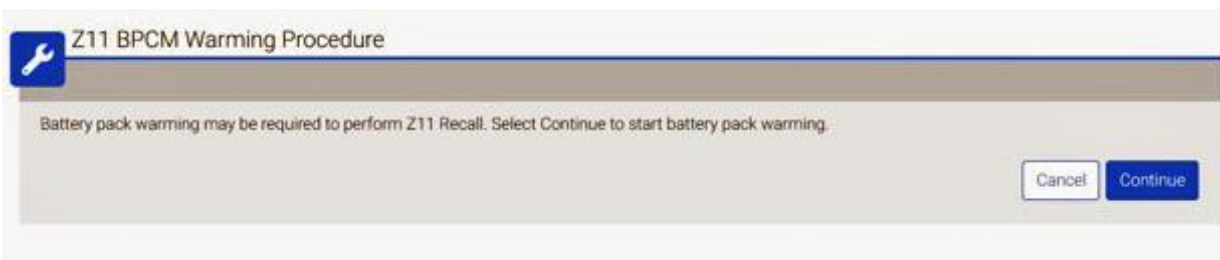 Z11 BPCM Warming Procedure
Battery pack warming may be required to perform Z11 Recall. Select Continue to start battery pack warming.
Cancel Continue